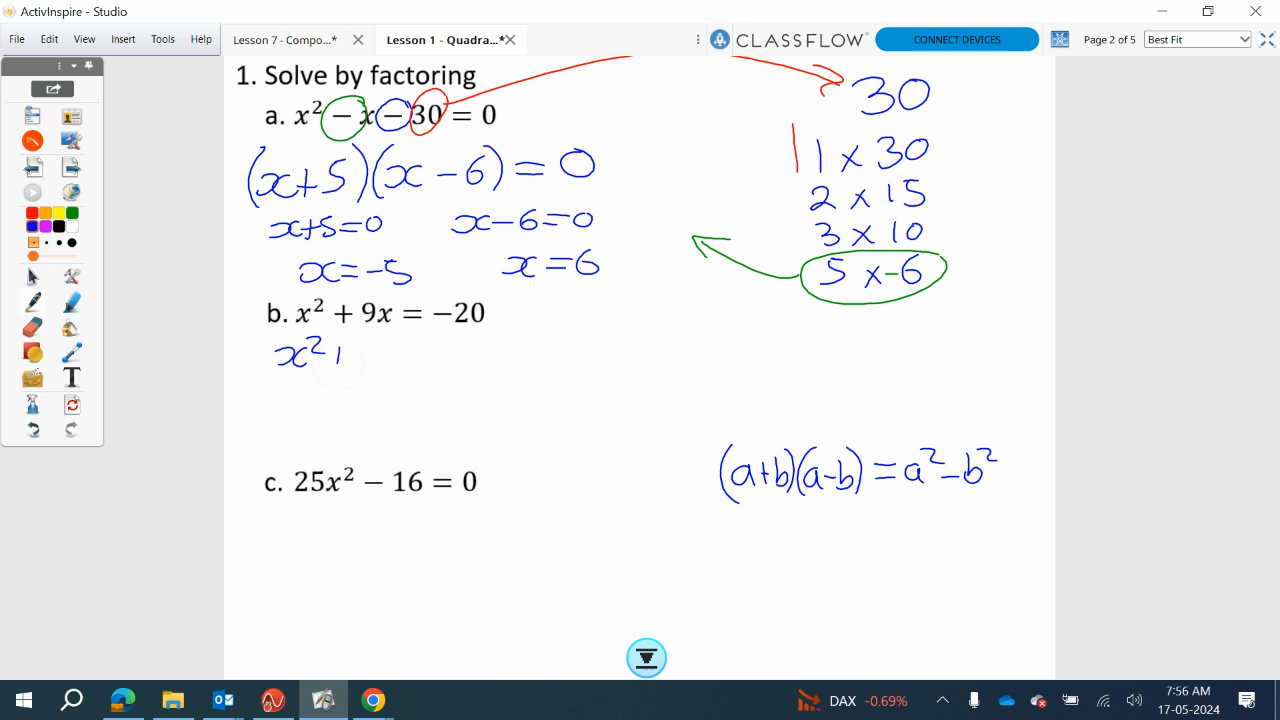 ActivInspire - Studio
File Edit View Insert Tools Help
Lesson 7 - Compo...*
Lesson 1 - Quadra...*
CLASSFLOW
CONNECT DEVICES
Page 2 of 5
Best Fit
1. Solve by factoring
a. x² − x − 30 = 0
(x+5)(x−6)=0
x+5=0 x−6=0
x=−5 x=6
30
1 x 30
2 x 15
3 x 10
5 x −6
b. x² + 9x = −20
x² +
c. 25x² − 16 = 0
(a+b)(a−b) = a² − b²
T
DAX -0.69%
7:56 AM
17-05-2024